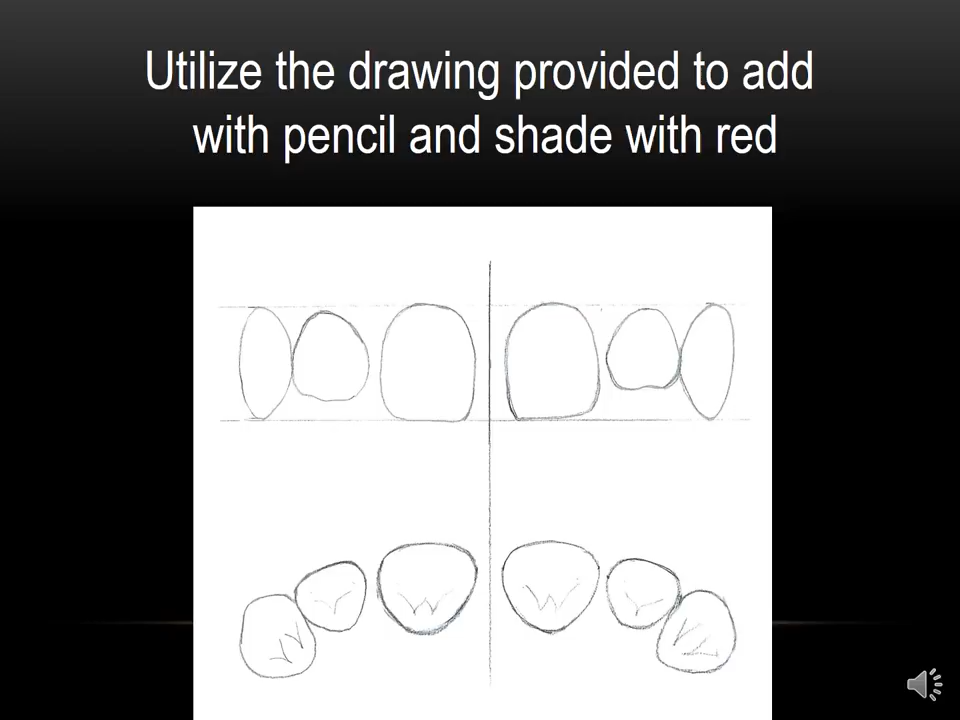 Utilize the drawing provided to add
with pencil and shade with red